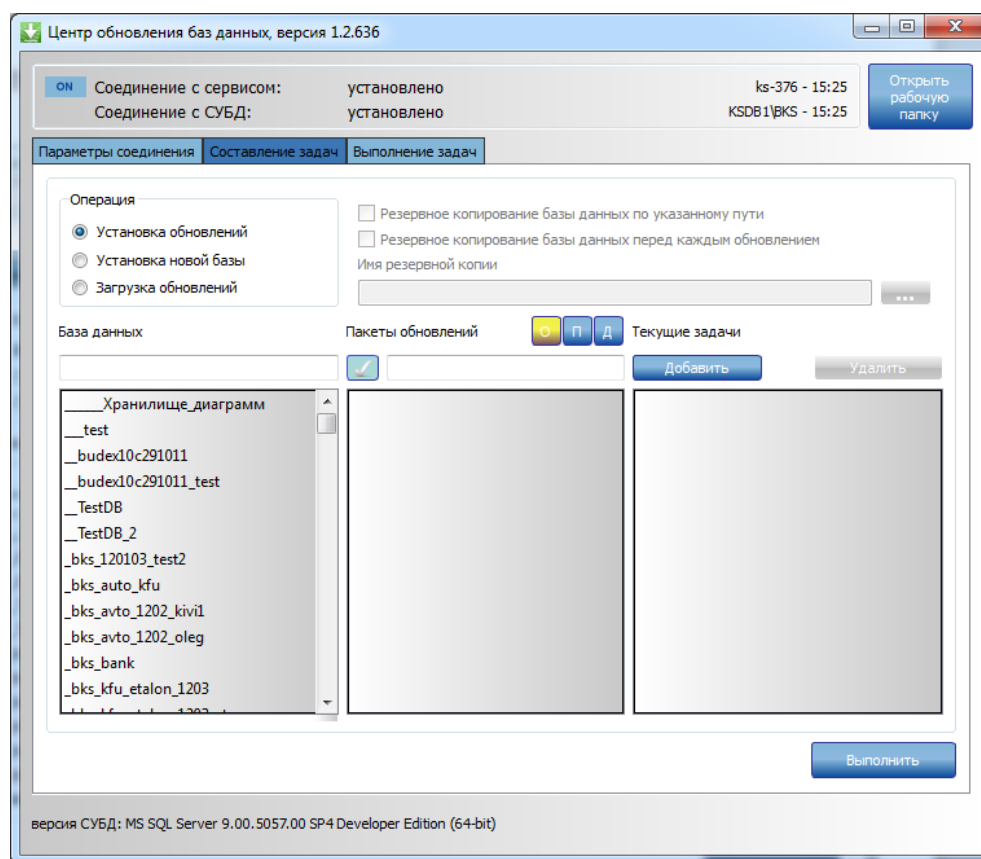 Центр обновления баз данных, версия 1.2.636
ON Соединение с сервисом: установлено ks-376 - 15:25
Соединение с СУБД: установлено KSDB1\BKS - 15:25
Открыть
рабочую
папку
Параметры соединения Составление задач Выполнение задач
Операция
Установка обновлений
Установка новой базы
Загрузка обновлений
Резервное копирование базы данных по указанному пути
Резервное копирование базы данных перед каждым обновлением
Имя резервной копии
...
База данных Пакеты обновлений О П Д Текущие задачи
Добавить Удалить
_____Хранилище_диаграмм
___test
__budex10c291011
__budex10c291011_test
__TestDB
__TestDB_2
_bks_120103_test2
_bks_auto_kfu
_bks_avto_1202_kivi1
_bks_avto_1202_oleg
_bks_bank
_bks_kfu_etalon_1203
Выполнить
версия СУБД: MS SQL Server 9.00.5057.00 SP4 Developer Edition (64-bit)